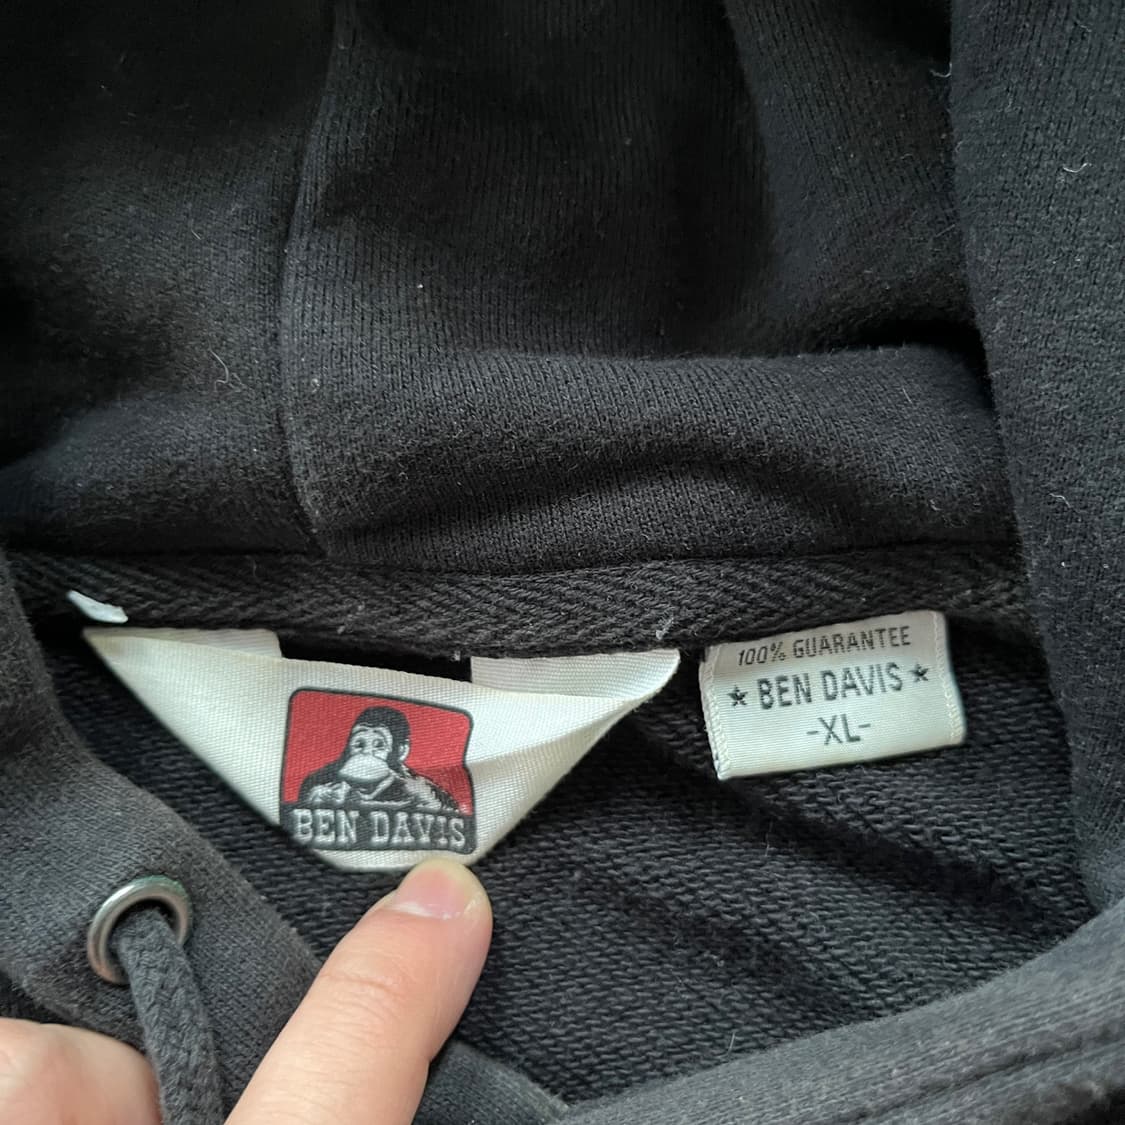 BEN DAVIS
100% GUARANTEE
★ BEN DAVIS ★
-XL-